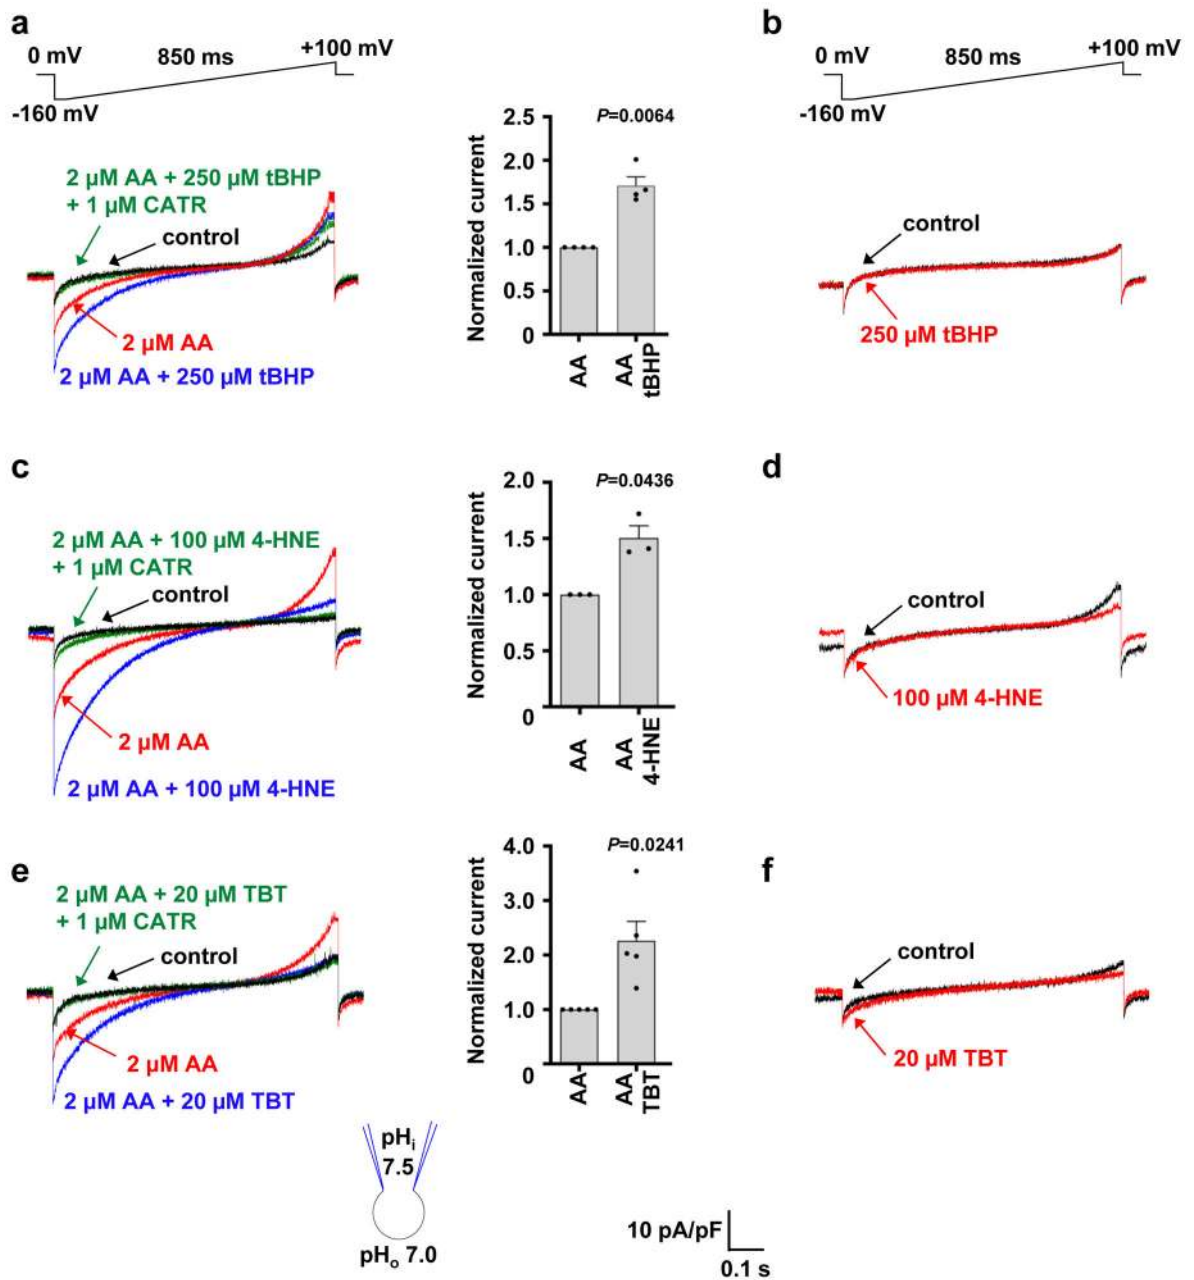 a
0 mV
850 ms
+100 mV
-160 mV
2 µM AA + 250 µM tBHP
+ 1 µM CATR
control
2 µM AA
2 µM AA + 250 µM tBHP
Normalized current
2.5
2.0
1.5
1.0
0.5
0
P=0.0064
AA
AA
tBHP
b
0 mV
850 ms
+100 mV
-160 mV
control
250 µM tBHP
c
2 µM AA + 100 µM 4-HNE
+ 1 µM CATR
control
2 µM AA
2 µM AA + 100 µM 4-HNE
Normalized current
2.0
1.5
1.0
0.5
0
P=0.0436
AA
AA
4-HNE
d
control
100 µM 4-HNE
e
2 µM AA + 20 µM TBT
+ 1 µM CATR
control
2 µM AA
2 µM AA + 20 µM TBT
Normalized current
4.0
3.0
2.0
1.0
0
P=0.0241
AA
AA
TBT
f
control
20 µM TBT
pHi
7.5
pHo 7.0
10 pA/pF
0.1 s